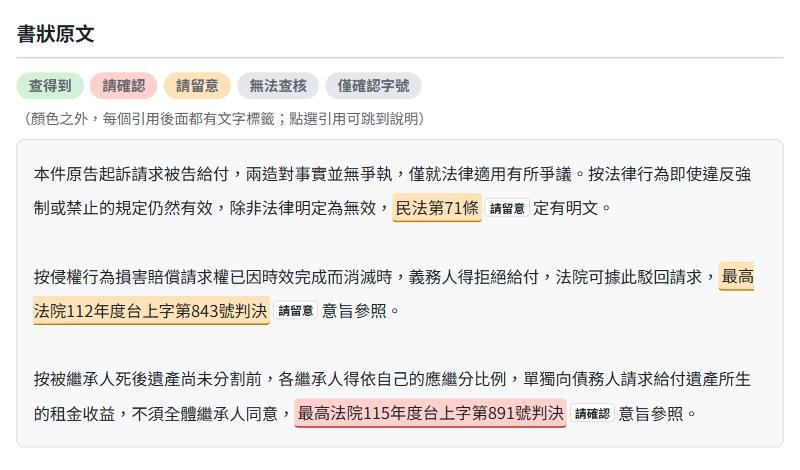 書狀原文
查得到 請確認 請留意 無法查核 僅確認字號
（顏色之外，每個引用後面都有文字標籤；點選引用可跳到說明）
本件原告起訴請求被告給付，兩造對事實並無爭執，僅就法律適用有所爭議。按法律行為即使違反強
制或禁止的規定仍然有效，除非法律明定為無效，民法第71條 請留意 定有明文。
按侵權行為損害賠償請求權已因時效完成而消滅時，義務人得拒絕給付，法院可據此駁回請求，最高
法院112年度台上字第843號判決 請留意 意旨參照。
按被繼承人死後遺產尚未分割前，各繼承人得依自己的應繼分比例，單獨向債務人請求給付遺產所生
的租金收益，不須全體繼承人同意，最高法院115年度台上字第891號判決 請確認 意旨參照。